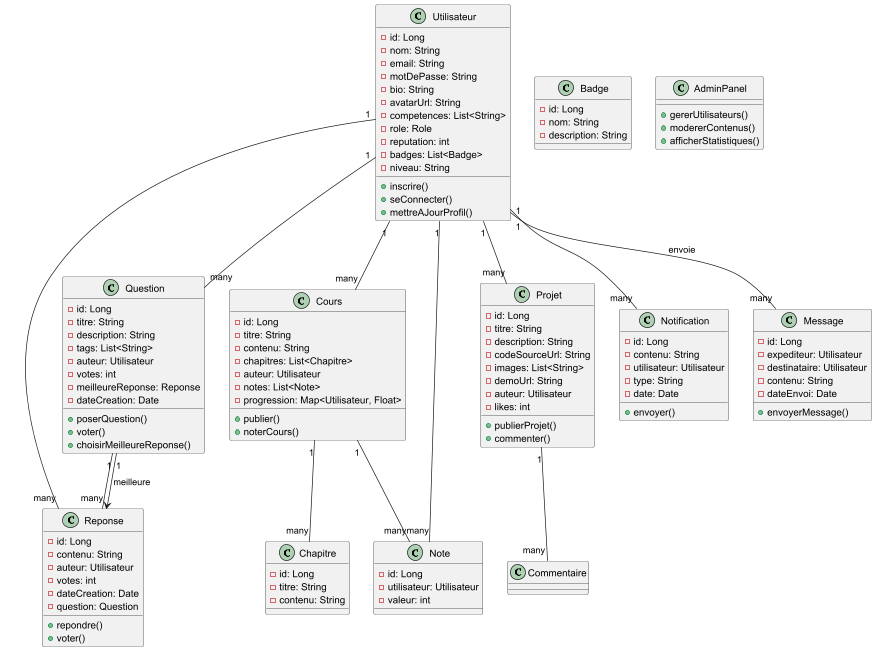 C Utilisateur
id: Long
nom: String
email: String
motDePasse: String
bio: String
avatarUrl: String
competences: List<String>
role: Role
reputation: int
badges: List<Badge>
niveau: String
inscrire()
seConnecter()
mettreAJourProfil()
C Badge
id: Long
nom: String
description: String
C AdminPanel
gererUtilisateurs()
modererContenus()
afficherStatistiques()
1
1
1
1
1
1
1
envoie
many
many
many
many
many
C Question
id: Long
titre: String
description: String
tags: List<String>
auteur: Utilisateur
votes: int
meilleureReponse: Reponse
dateCreation: Date
poserQuestion()
voter()
choisirMeilleureReponse()
C Cours
id: Long
titre: String
contenu: String
chapitres: List<Chapitre>
auteur: Utilisateur
notes: List<Note>
progression: Map<Utilisateur, Float>
publier()
noterCours()
C Projet
id: Long
titre: String
description: String
codeSourceUrl: String
images: List<String>
demoUrl: String
auteur: Utilisateur
likes: int
publierProjet()
commenter()
C Notification
id: Long
contenu: String
utilisateur: Utilisateur
type: String
date: Date
envoyer()
C Message
id: Long
expediteur: Utilisateur
destinataire: Utilisateur
contenu: String
dateEnvoi: Date
envoyerMessage()
1
1
1
1
1
meilleure
many
many
many
many
many
many
C Reponse
id: Long
contenu: String
auteur: Utilisateur
votes: int
dateCreation: Date
question: Question
repondre()
voter()
C Chapitre
id: Long
titre: String
contenu: String
C Note
id: Long
utilisateur: Utilisateur
valeur: int
C Commentaire